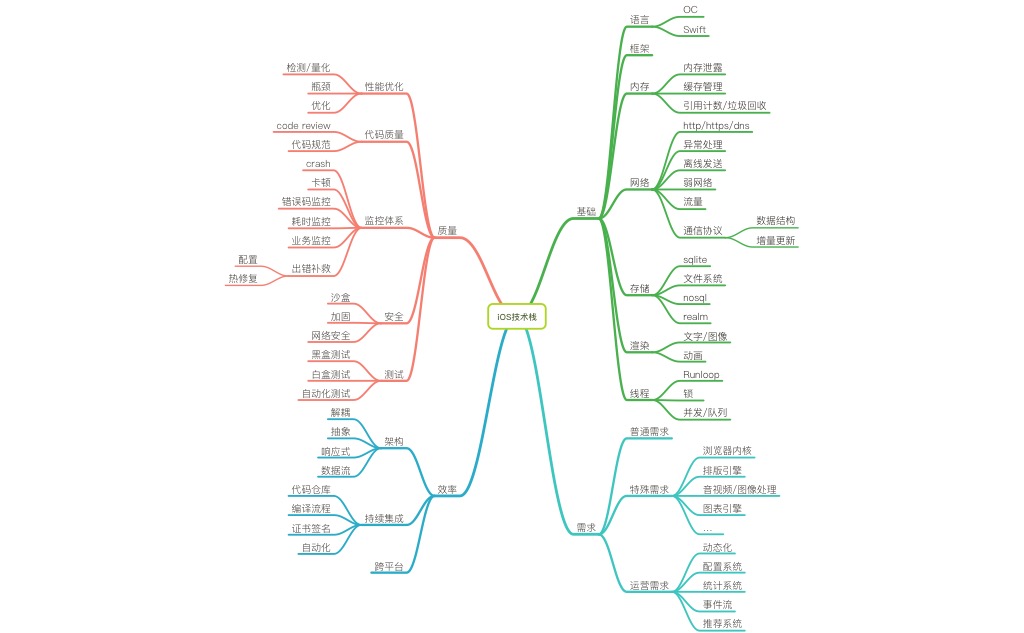 iOS技术栈
基础
语言
OC
Swift
框架
内存
内存泄露
缓存管理
引用计数/垃圾回收
网络
http/https/dns
异常处理
离线发送
弱网络
流量
通信协议
数据结构
增量更新
存储
sqlite
文件系统
nosql
realm
渲染
文字/图像
动画
线程
Runloop
锁
并发/队列
需求
普通需求
特殊需求
浏览器内核
排版引擎
音视频/图像处理
图表引擎
...
运营需求
动态化
配置系统
统计系统
事件流
推荐系统
质量
性能优化
检测/量化
瓶颈
优化
代码质量
code review
代码规范
监控体系
crash
卡顿
错误码监控
耗时监控
业务监控
出错补救
配置
热修复
安全
沙盒
加固
网络安全
测试
黑盒测试
白盒测试
自动化测试
效率
架构
解耦
抽象
响应式
数据流
持续集成
代码仓库
编译流程
证书签名
自动化
跨平台